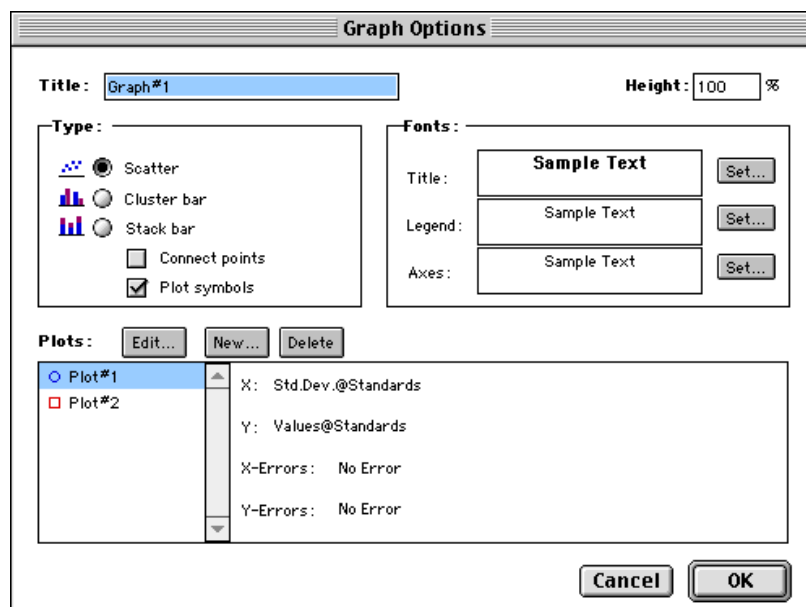 Graph Options
Title: Graph#1 Height: 100 %
Type:
Scatter
Cluster bar
Stack bar
Connect points
Plot symbols
Fonts:
Title: Sample Text Set...
Legend: Sample Text Set...
Axes: Sample Text Set...
Plots: Edit... New... Delete
Plot#1
Plot#2
X: Std.Dev.@Standards
Y: Values@Standards
X-Errors: No Error
Y-Errors: No Error
Cancel OK